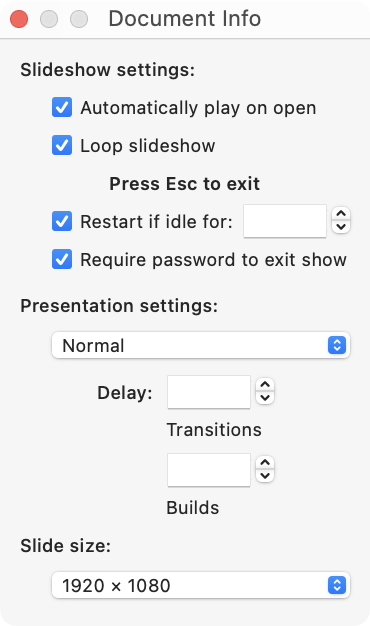 Document Info
Slideshow settings:
Automatically play on open
Loop slideshow
Press Esc to exit
Restart if idle for:
Require password to exit show
Presentation settings:
Normal
Delay:
Transitions
Builds
Slide size:
1920 × 1080